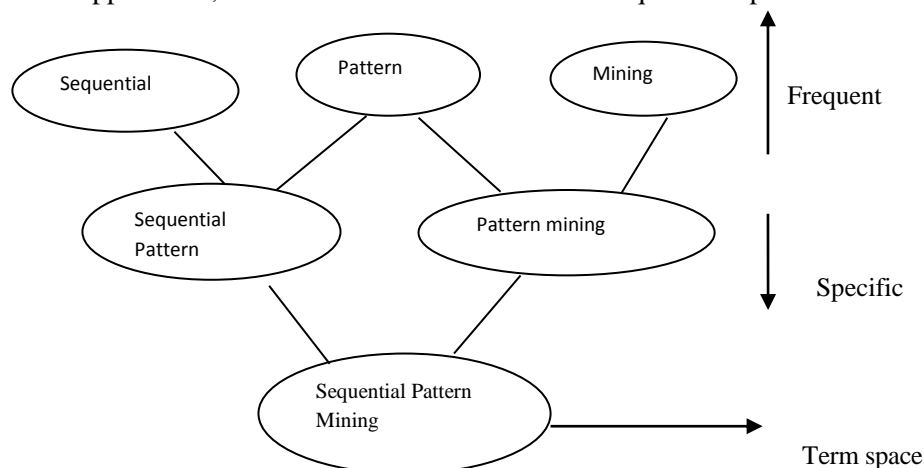 Sequential
Pattern
Mining
Frequent
Sequential
Pattern
Pattern mining
Specific
Sequential Pattern
Mining
Term space